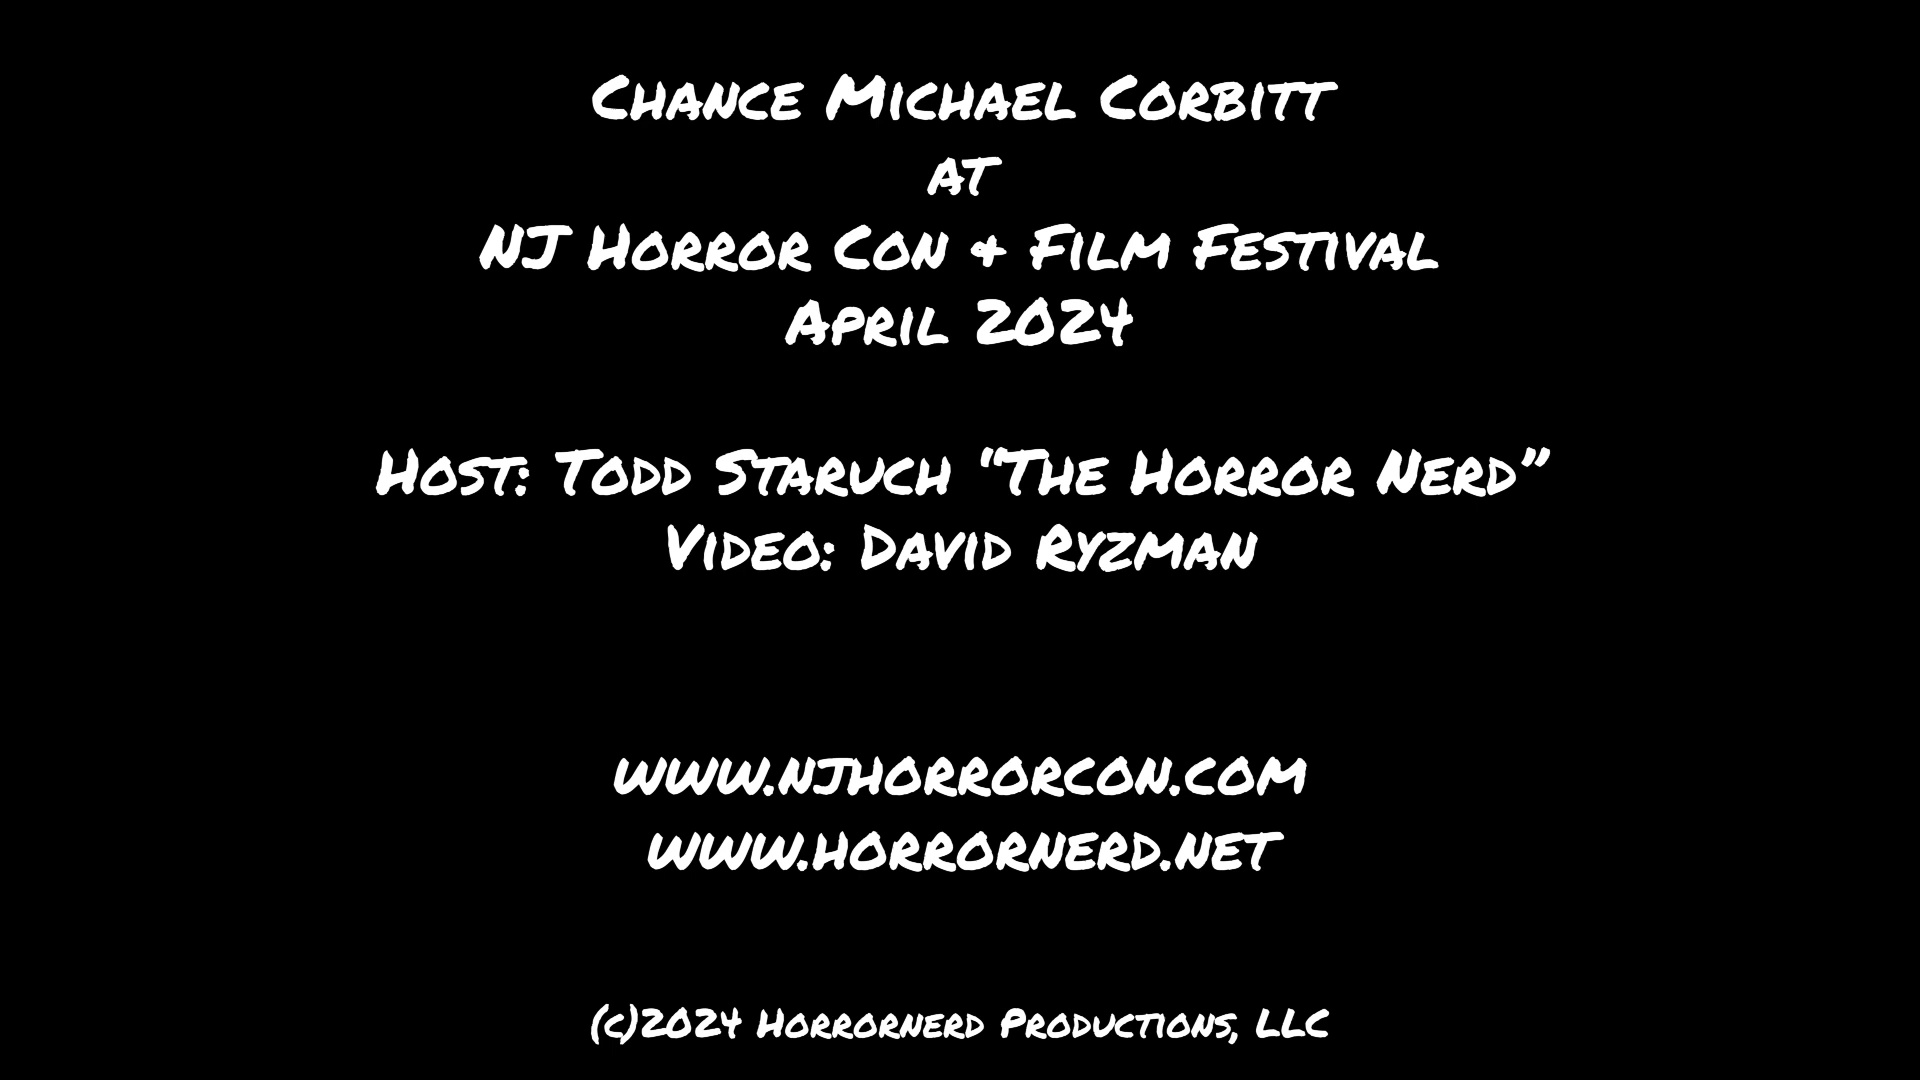 Chance Michael Corbitt
at
NJ Horror Con & Film Festival
April 2024
Host: Todd Staruch “The Horror Nerd”
Video: David Ryzman
www.njhorrorcon.com
www.horrornerd.net
(c)2024 Horrornerd Productions, LLC